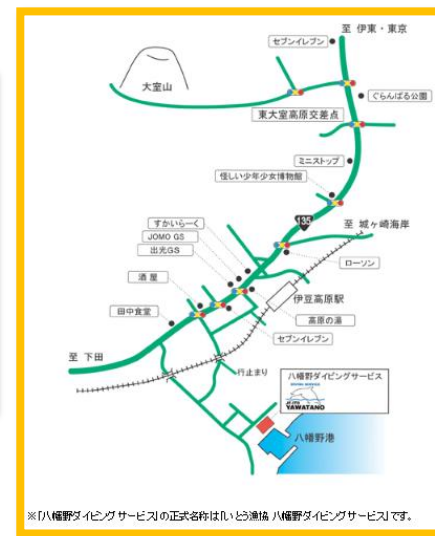 至 伊東・東京
セブンイレブン
大室山
ぐらんぱる公園
東大室高原交差点
ミニストップ
怪しい少年少女博物館
135
至 城ヶ崎海岸
すかいらーく
JOMO GS
出光GS
ローソン
酒 屋
伊豆高原駅
田中食堂
高原の湯
セブンイレブン
至 下田
行止まり
八幡野ダイビングサービス
YAWATANO
八幡野港
※「八幡野ダイビングサービス」の正式名称は「いとう漁協 八幡野ダイビングサービス」です。